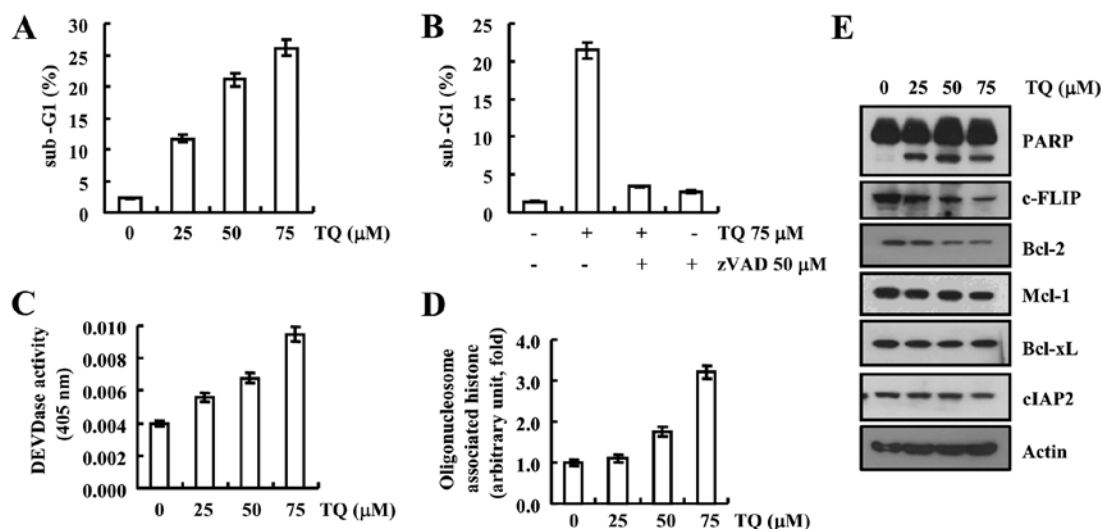 A
sub -G1 (%)
30
25
20
15
10
5
0
0 25 50 75 TQ (µM)
B
sub -G1 (%)
25
20
15
10
5
0
- + + - TQ 75 µM
- - + + zVAD 50 µM
C
DEVDase activity
(405 nm)
0.010
0.008
0.006
0.004
0.002
0.000
0 25 50 75 TQ (µM)
D
Oligonucleosome
associated histone
(arbitrary unit, fold)
4.0
3.0
2.0
1.0
0.0
0 25 50 75 TQ (µM)
E
0 25 50 75 TQ (µM)
PARP
c-FLIP
Bcl-2
Mcl-1
Bcl-xL
cIAP2
Actin